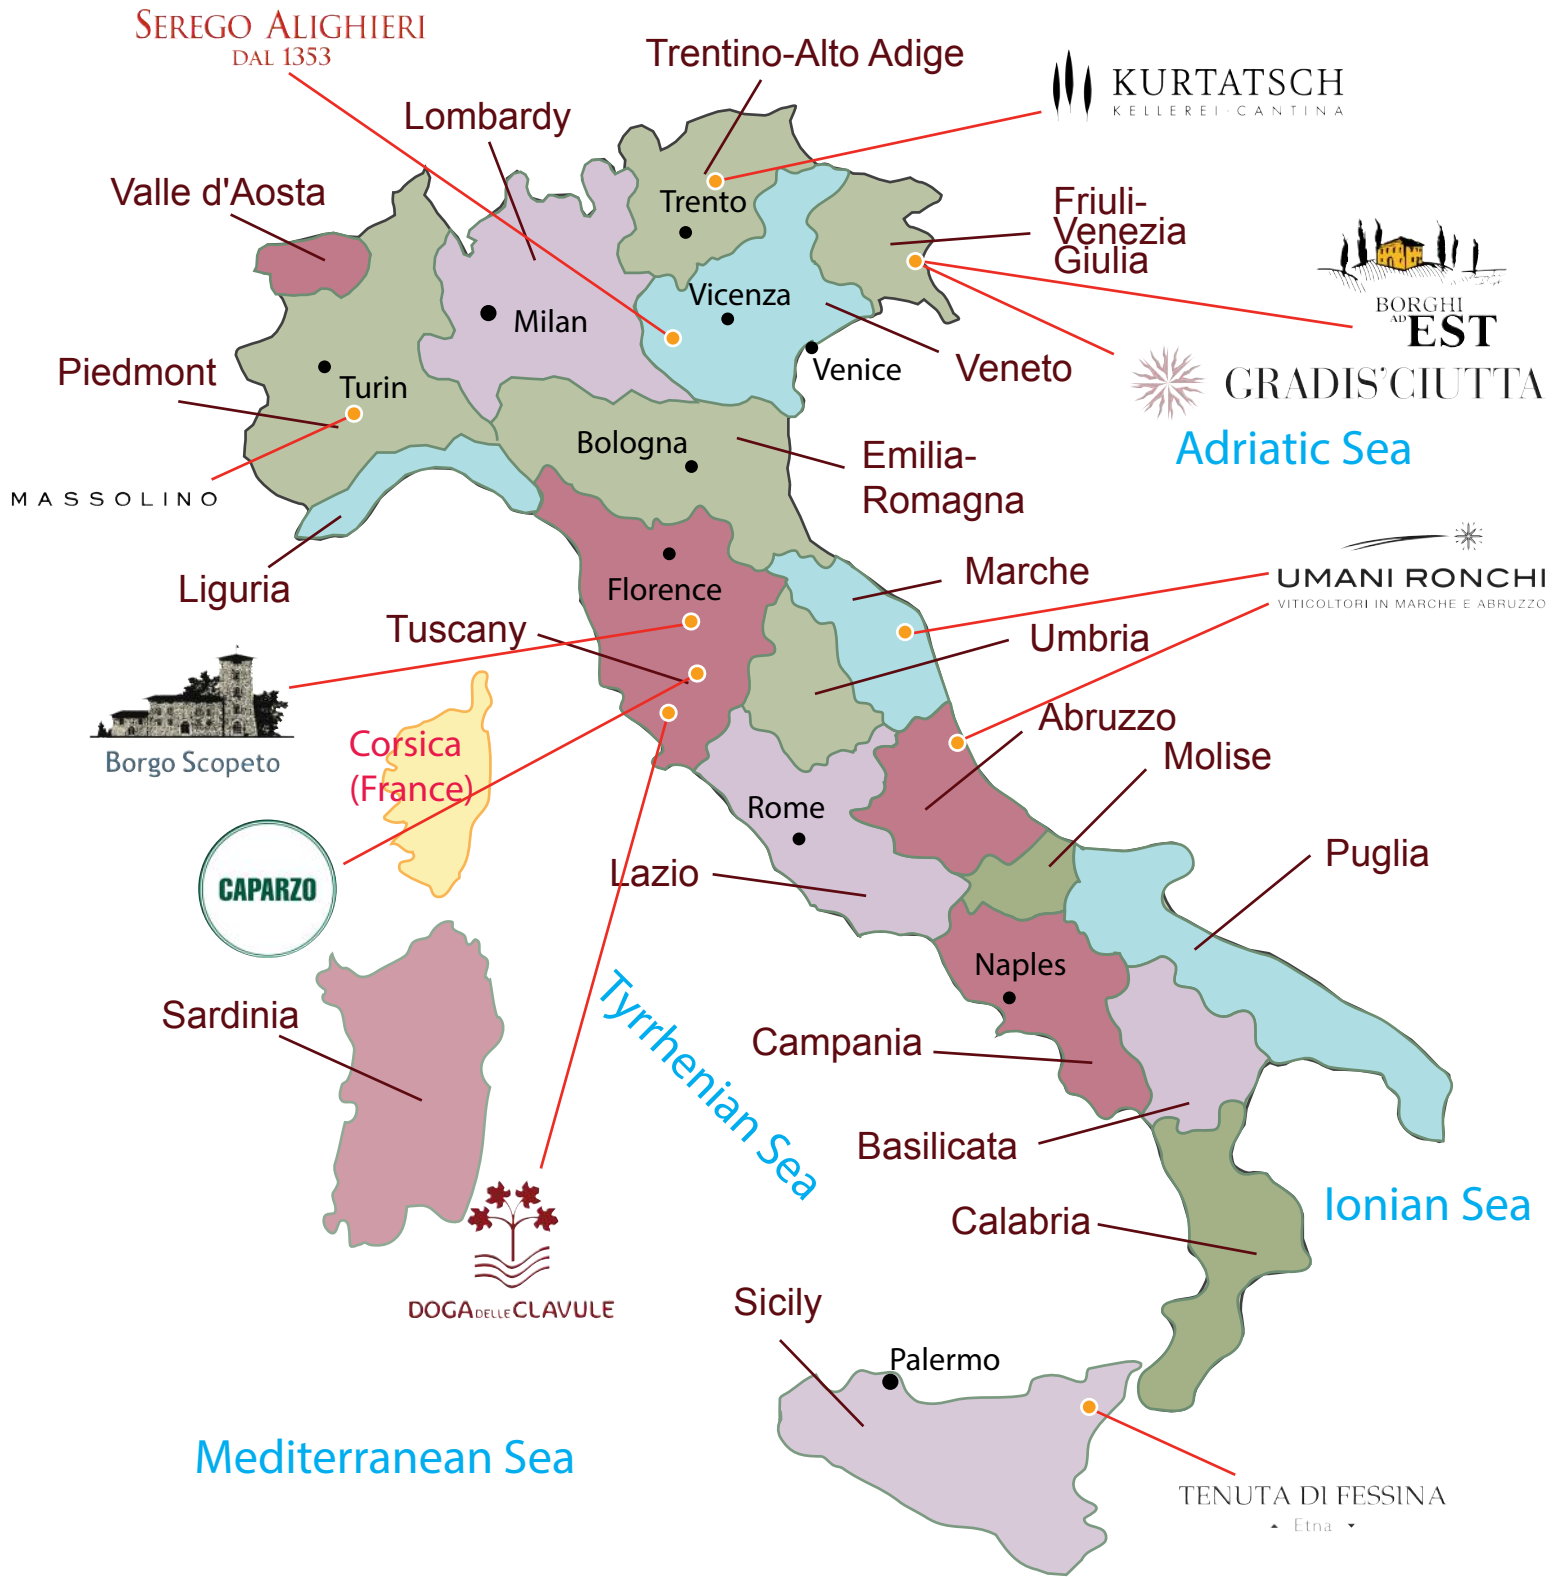 SEREGO ALIGHIERI
DAL 1353
Trentino-Alto Adige
KURTATSCH
KELLEREI·CANTINA
Lombardy
Valle d'Aosta
Trento
Friuli-
Venezia
Giulia
BORGHI
AD EST
Vicenza
Milan
Venice
Veneto
Piedmont
Turin
GRADIS'CIUTTA
Adriatic Sea
Bologna
Emilia-
Romagna
MASSOLINO
Liguria
Florence
Marche
UMANI RONCHI
VITICOLTORI IN MARCHE E ABRUZZO
Tuscany
Umbria
Borgo Scopeto
Corsica
(France)
Abruzzo
Molise
Rome
Lazio
Puglia
CAPARZO
Naples
Sardinia
Tyrrhenian Sea
Campania
Basilicata
Calabria
Ionian Sea
DOGA DELLE CLAVULE
Sicily
Palermo
Mediterranean Sea
TENUTA DI FESSINA
Etna